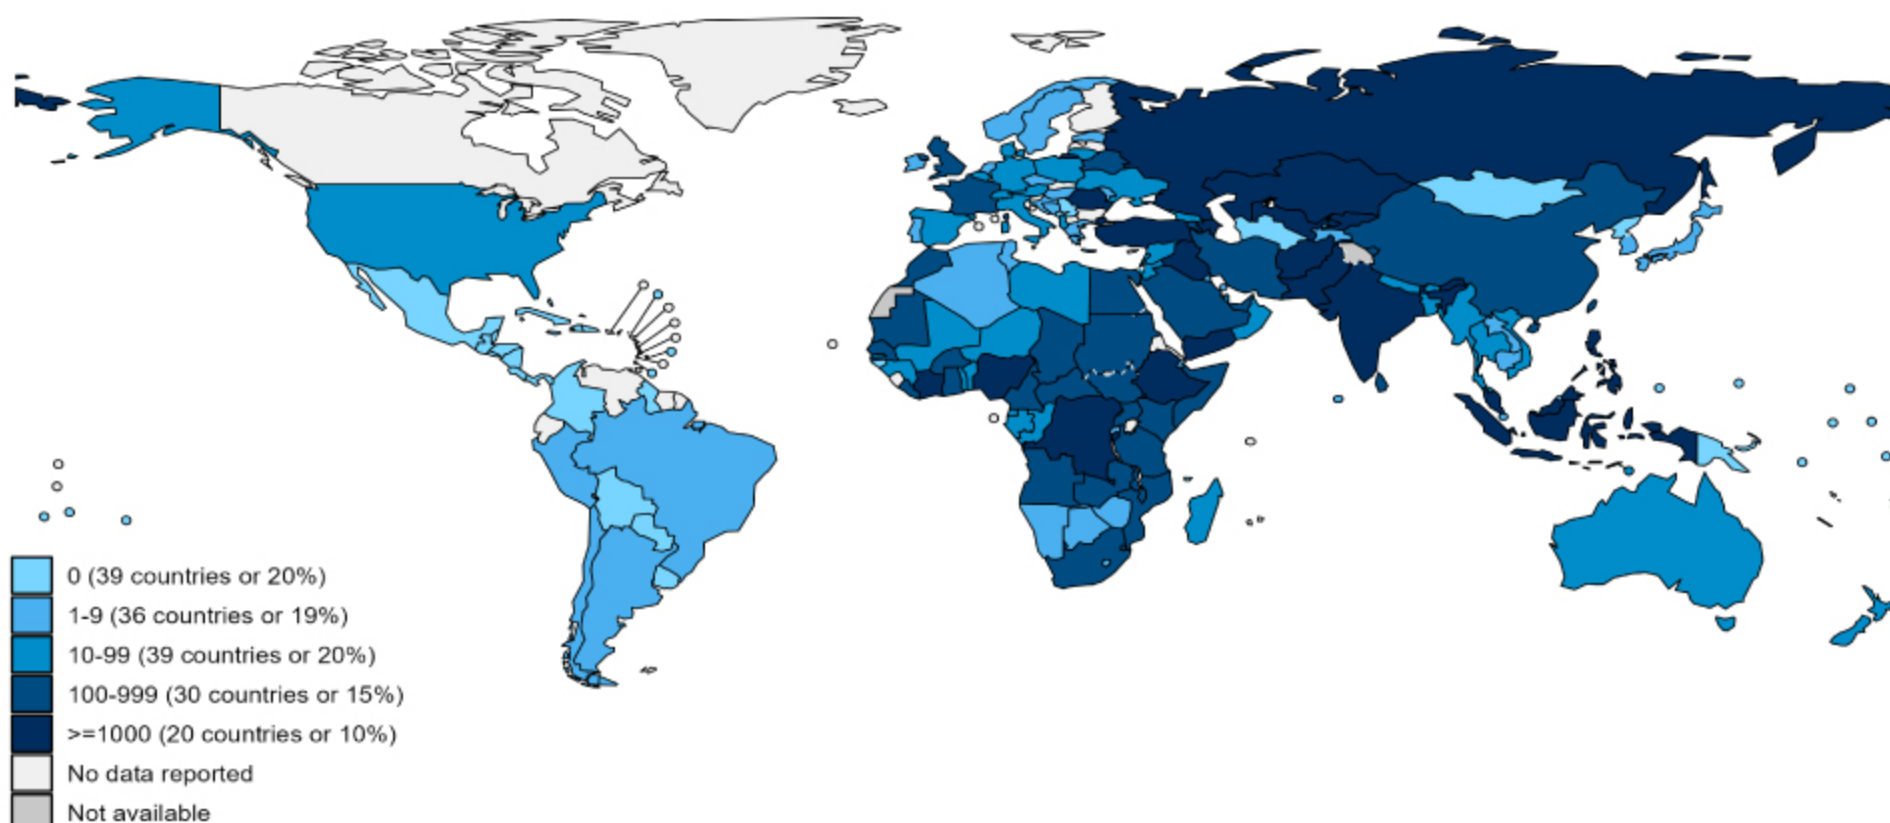 0 (39 countries or 20%)
1-9 (36 countries or 19%)
10-99 (39 countries or 20%)
100-999 (30 countries or 15%)
>=1000 (20 countries or 10%)
No data reported
Not available